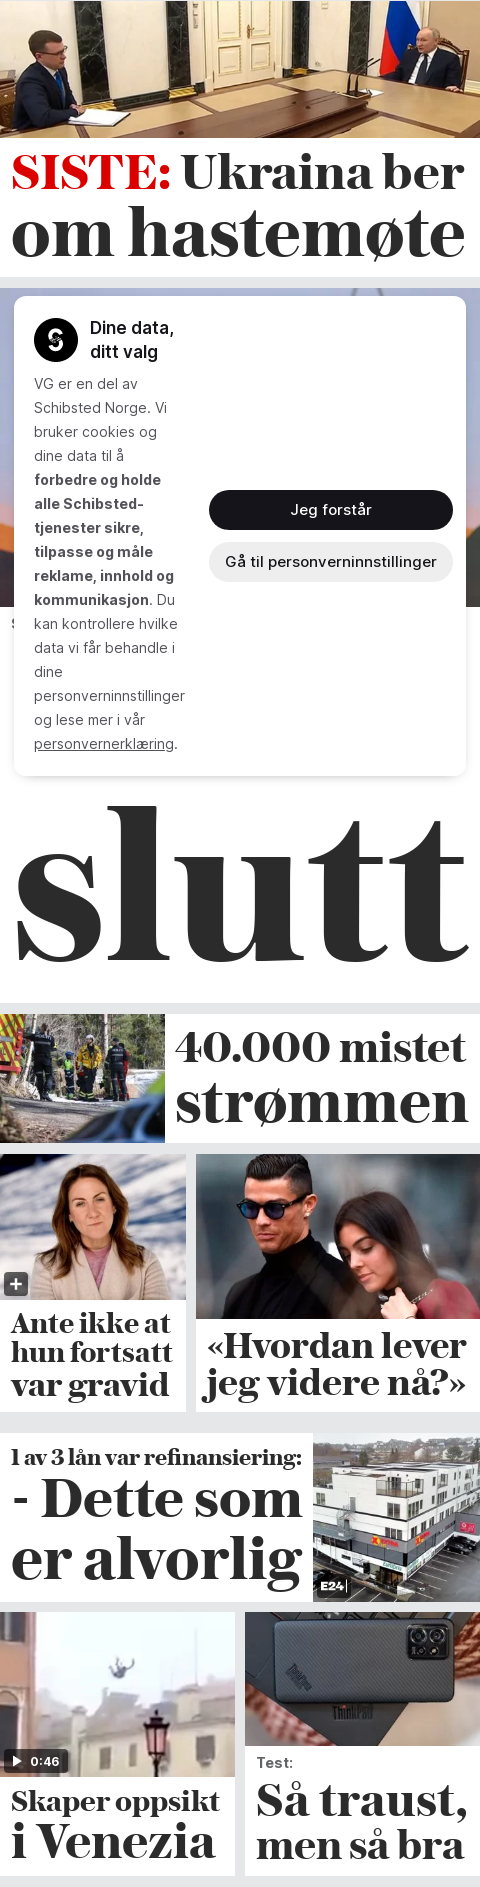 SISTE: Ukraina ber
om hastemøte
Dine data,
ditt valg
VG er en del av
Schibsted Norge. Vi
bruker cookies og
dine data til å
forbedre og holde
alle Schibsted-
tjenester sikre,
tilpasse og måle
reklame, innhold og
kommunikasjon. Du
kan kontrollere hvilke
data vi får behandle i
dine
personverninnstillinger
og lese mer i vår
personvernerklæring.
Jeg forstår
Gå til personverninnstillinger
slutt
40.000 mistet
strømmen
Ante ikke at
hun fortsatt
var gravid
«Hvordan lever
jeg videre nå?»
1 av 3 lån var refinansiering:
- Dette som
er alvorlig
E24
0:46
Skaper oppsikt
i Venezia
ThinkPad
Test:
Så traust,
men så bra